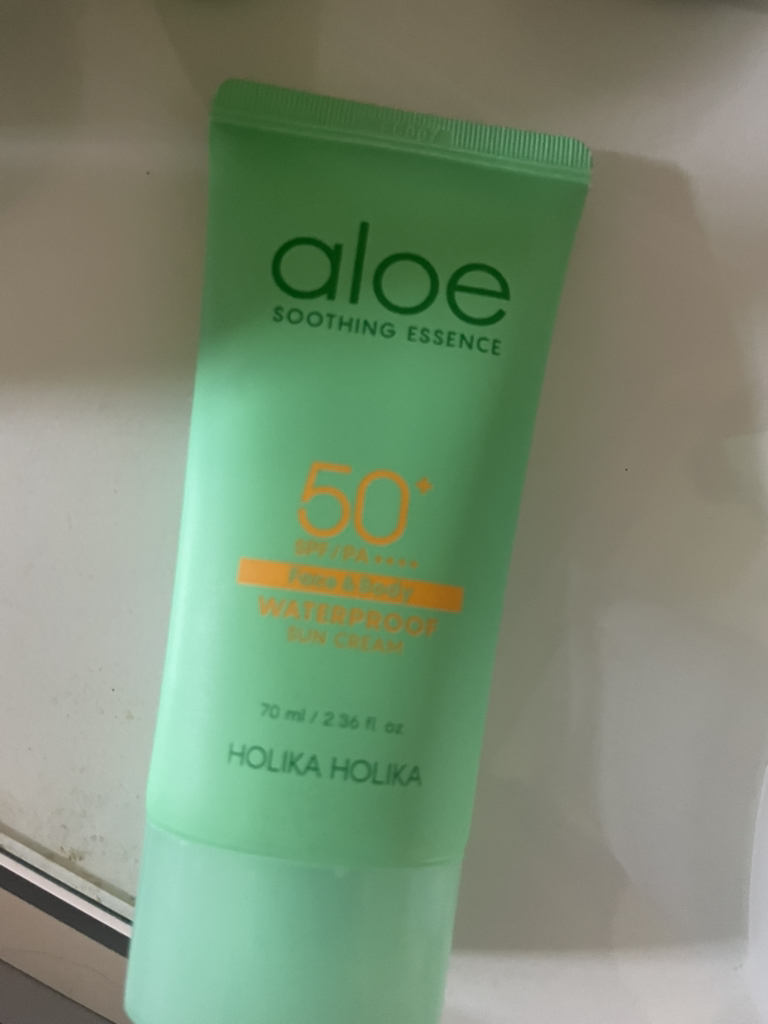 aloe
SOOTHING ESSENCE
50+
SPF/PA++++
Face & Body
WATERPROOF
SUN CREAM
70 ml / 2.36 fl oz
HOLIKA HOLIKA